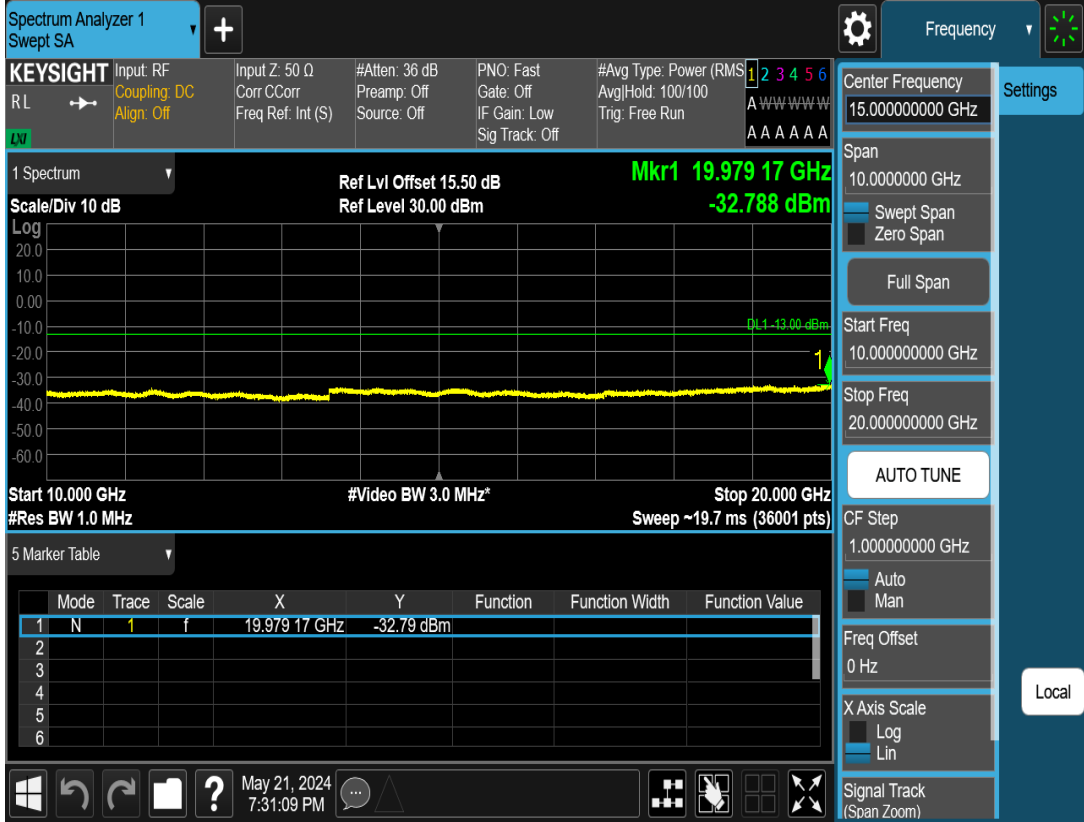 Spectrum Analyzer 1
Swept SA
+
Frequency
KEYSIGHT
RL
LXI
Input: RF
Coupling: DC
Align: Off
Input Z: 50 Ω
Corr CCorr
Freq Ref: Int (S)
#Atten: 36 dB
Preamp: Off
Source: Off
PNO: Fast
Gate: Off
IF Gain: Low
Sig Track: Off
#Avg Type: Power (RMS
Avg|Hold: 100/100
Trig: Free Run
1 2 3 4 5 6
A W W W W W
A A A A A A
1 Spectrum
Scale/Div 10 dB
Ref Lvl Offset 15.50 dB
Ref Level 30.00 dBm
Mkr1 19.979 17 GHz
-32.788 dBm
Log
20.0
10.0
0.00
-10.0
-20.0
-30.0
-40.0
-50.0
-60.0
DL1 -13.00 dBm
1
Start 10.000 GHz
#Res BW 1.0 MHz
#Video BW 3.0 MHz*
Stop 20.000 GHz
Sweep ~19.7 ms (36001 pts)
5 Marker Table
Mode Trace Scale X Y Function Function Width Function Value
1 N 1 f 19.979 17 GHz -32.79 dBm
2
3
4
5
6
?
May 21, 2024
7:31:09 PM
Center Frequency
15.000000000 GHz
Settings
Span
10.0000000 GHz
Swept Span
Zero Span
Full Span
Start Freq
10.000000000 GHz
Stop Freq
20.000000000 GHz
AUTO TUNE
CF Step
1.000000000 GHz
Auto
Man
Freq Offset
0 Hz
Local
X Axis Scale
Log
Lin
Signal Track
(Span Zoom)